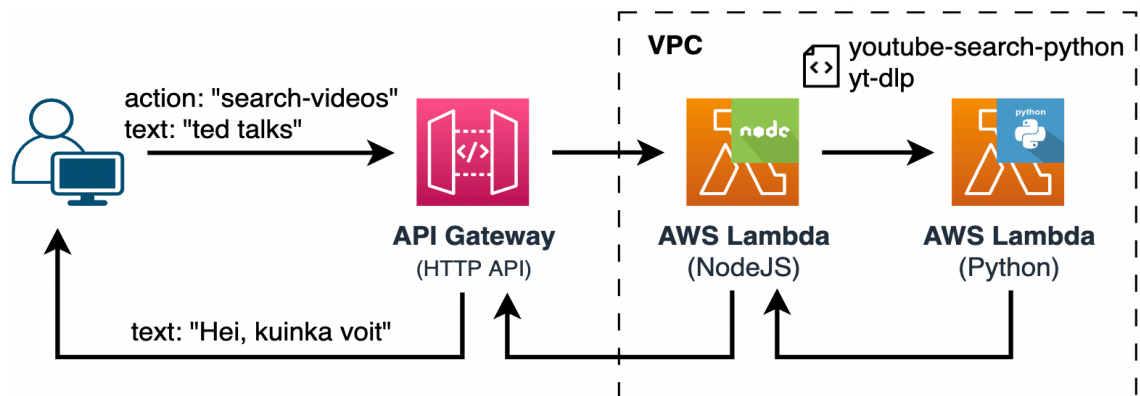 VPC
youtube-search-python
yt-dlp
action: "search-videos"
text: "ted talks"
</>
node
python
API Gateway
(HTTP API)
AWS Lambda
(NodeJS)
AWS Lambda
(Python)
text: "Hei, kuinka voit"